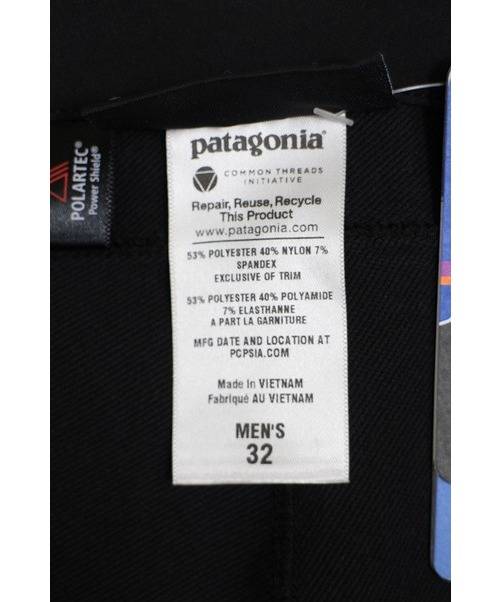 POLARTEC®
Power Shield®
patagonia®
COMMON THREADS
INITIATIVE
Repair, Reuse, Recycle
This Product
www.patagonia.com
53% POLYESTER 40% NYLON 7%
SPANDEX
EXCLUSIVE OF TRIM
53% POLYESTER 40% POLYAMIDE
7% ELASTHANNE
A PART LA GARNITURE
MFG DATE AND LOCATION AT
PCPSIA.COM
Made in VIETNAM
Fabriqué AU VIETNAM
MEN'S
32